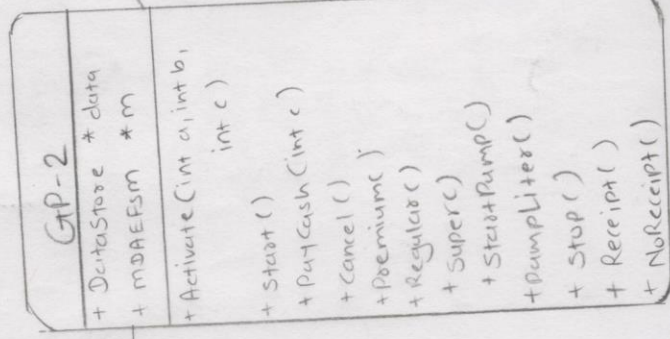 GP-2
+ DataStore * data
+ MDAEFSM * m
+ Activate (int a, int b,
int c)
+ Start ()
+ PayCash (int c)
+ Cancel ()
+ Premium ()
+ Regular ()
+ Super ()
+ StartPump ()
+ PumpLiter ()
+ Stop ()
+ Receipt ()
+ NoReceipt ()